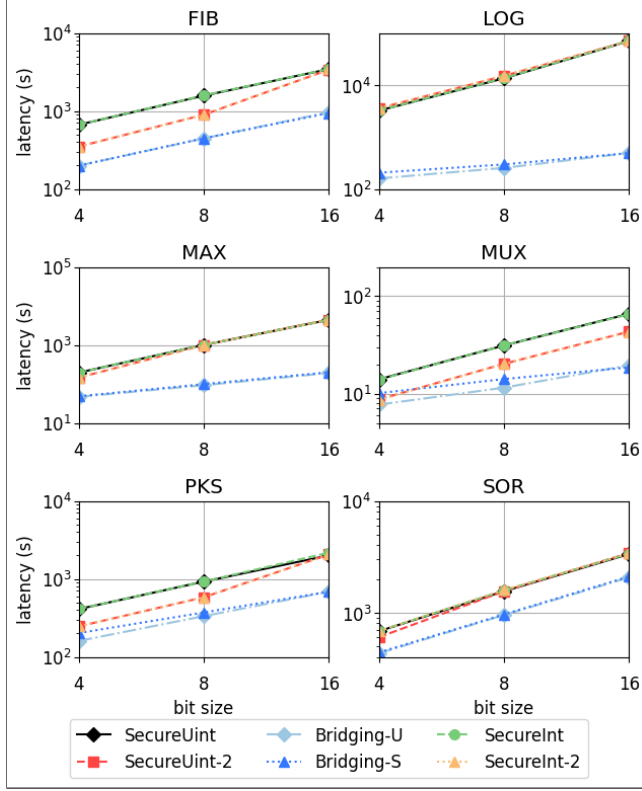 FIB LOG
latency (s)
10^4
10^3
10^2
4 8 16
10^4
10^2
4 8 16
MAX MUX
latency (s)
10^5
10^3
10^1
4 8 16
10^2
10^1
4 8 16
PKS SOR
latency (s)
10^4
10^3
10^2
4 8 16
10^4
10^3
4 8 16
bit size bit size
SecureUint Bridging-U SecureInt
SecureUint-2 Bridging-S SecureInt-2